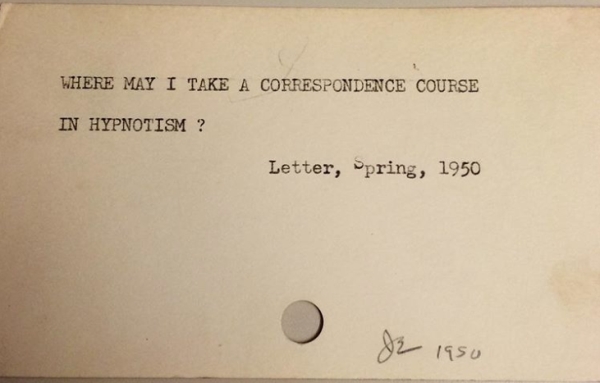 WHERE MAY I TAKE A CORRESPONDENCE COURSE
IN HYPNOTISM ?
Letter, Spring, 1950
1950